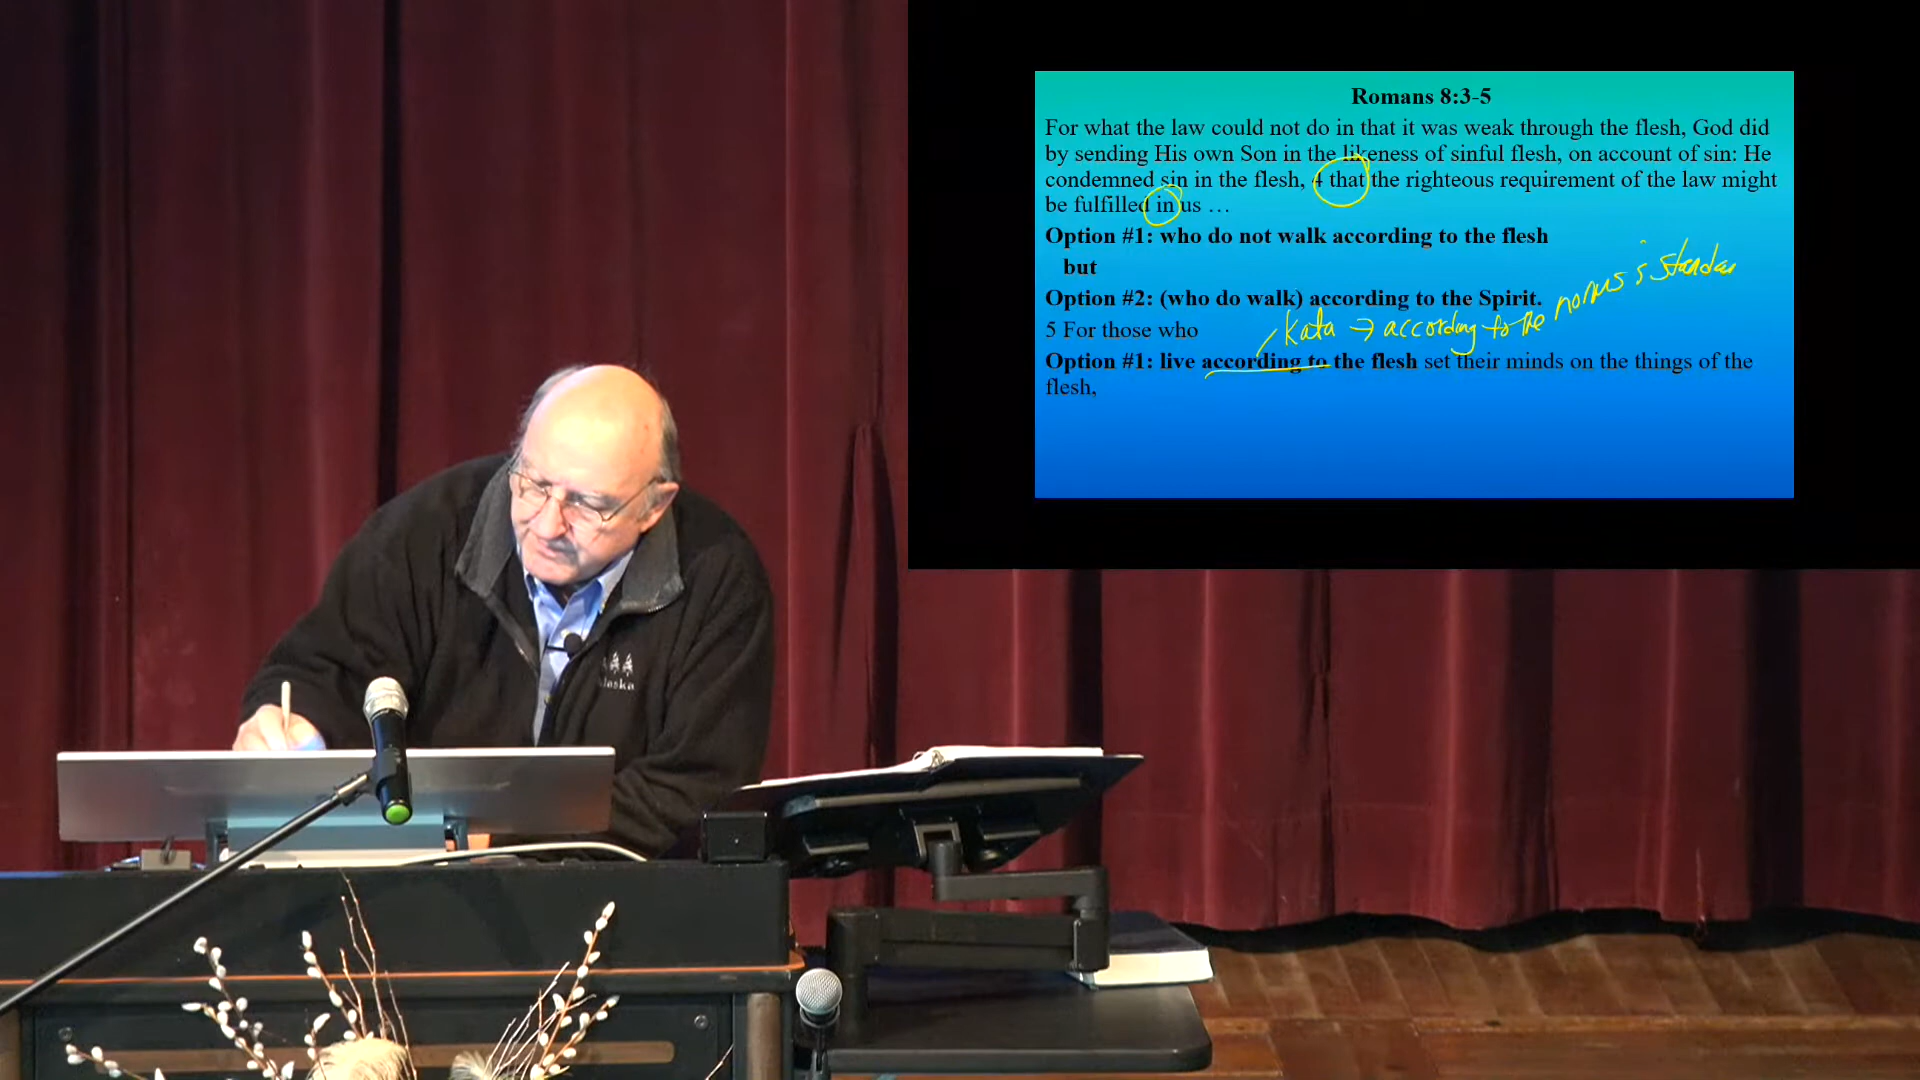 Romans 8:3-5
For what the law could not do in that it was weak through the flesh, God did
by sending His own Son in the likeness of sinful flesh, on account of sin: He
condemned sin in the flesh, 4 that the righteous requirement of the law might
be fulfilled in us …
Option #1: who do not walk according to the flesh
but
Option #2: (who do walk) according to the Spirit.
5 For those who
kata → according to the
Option #1: live according to the flesh set their minds on the things of the
flesh,
laska